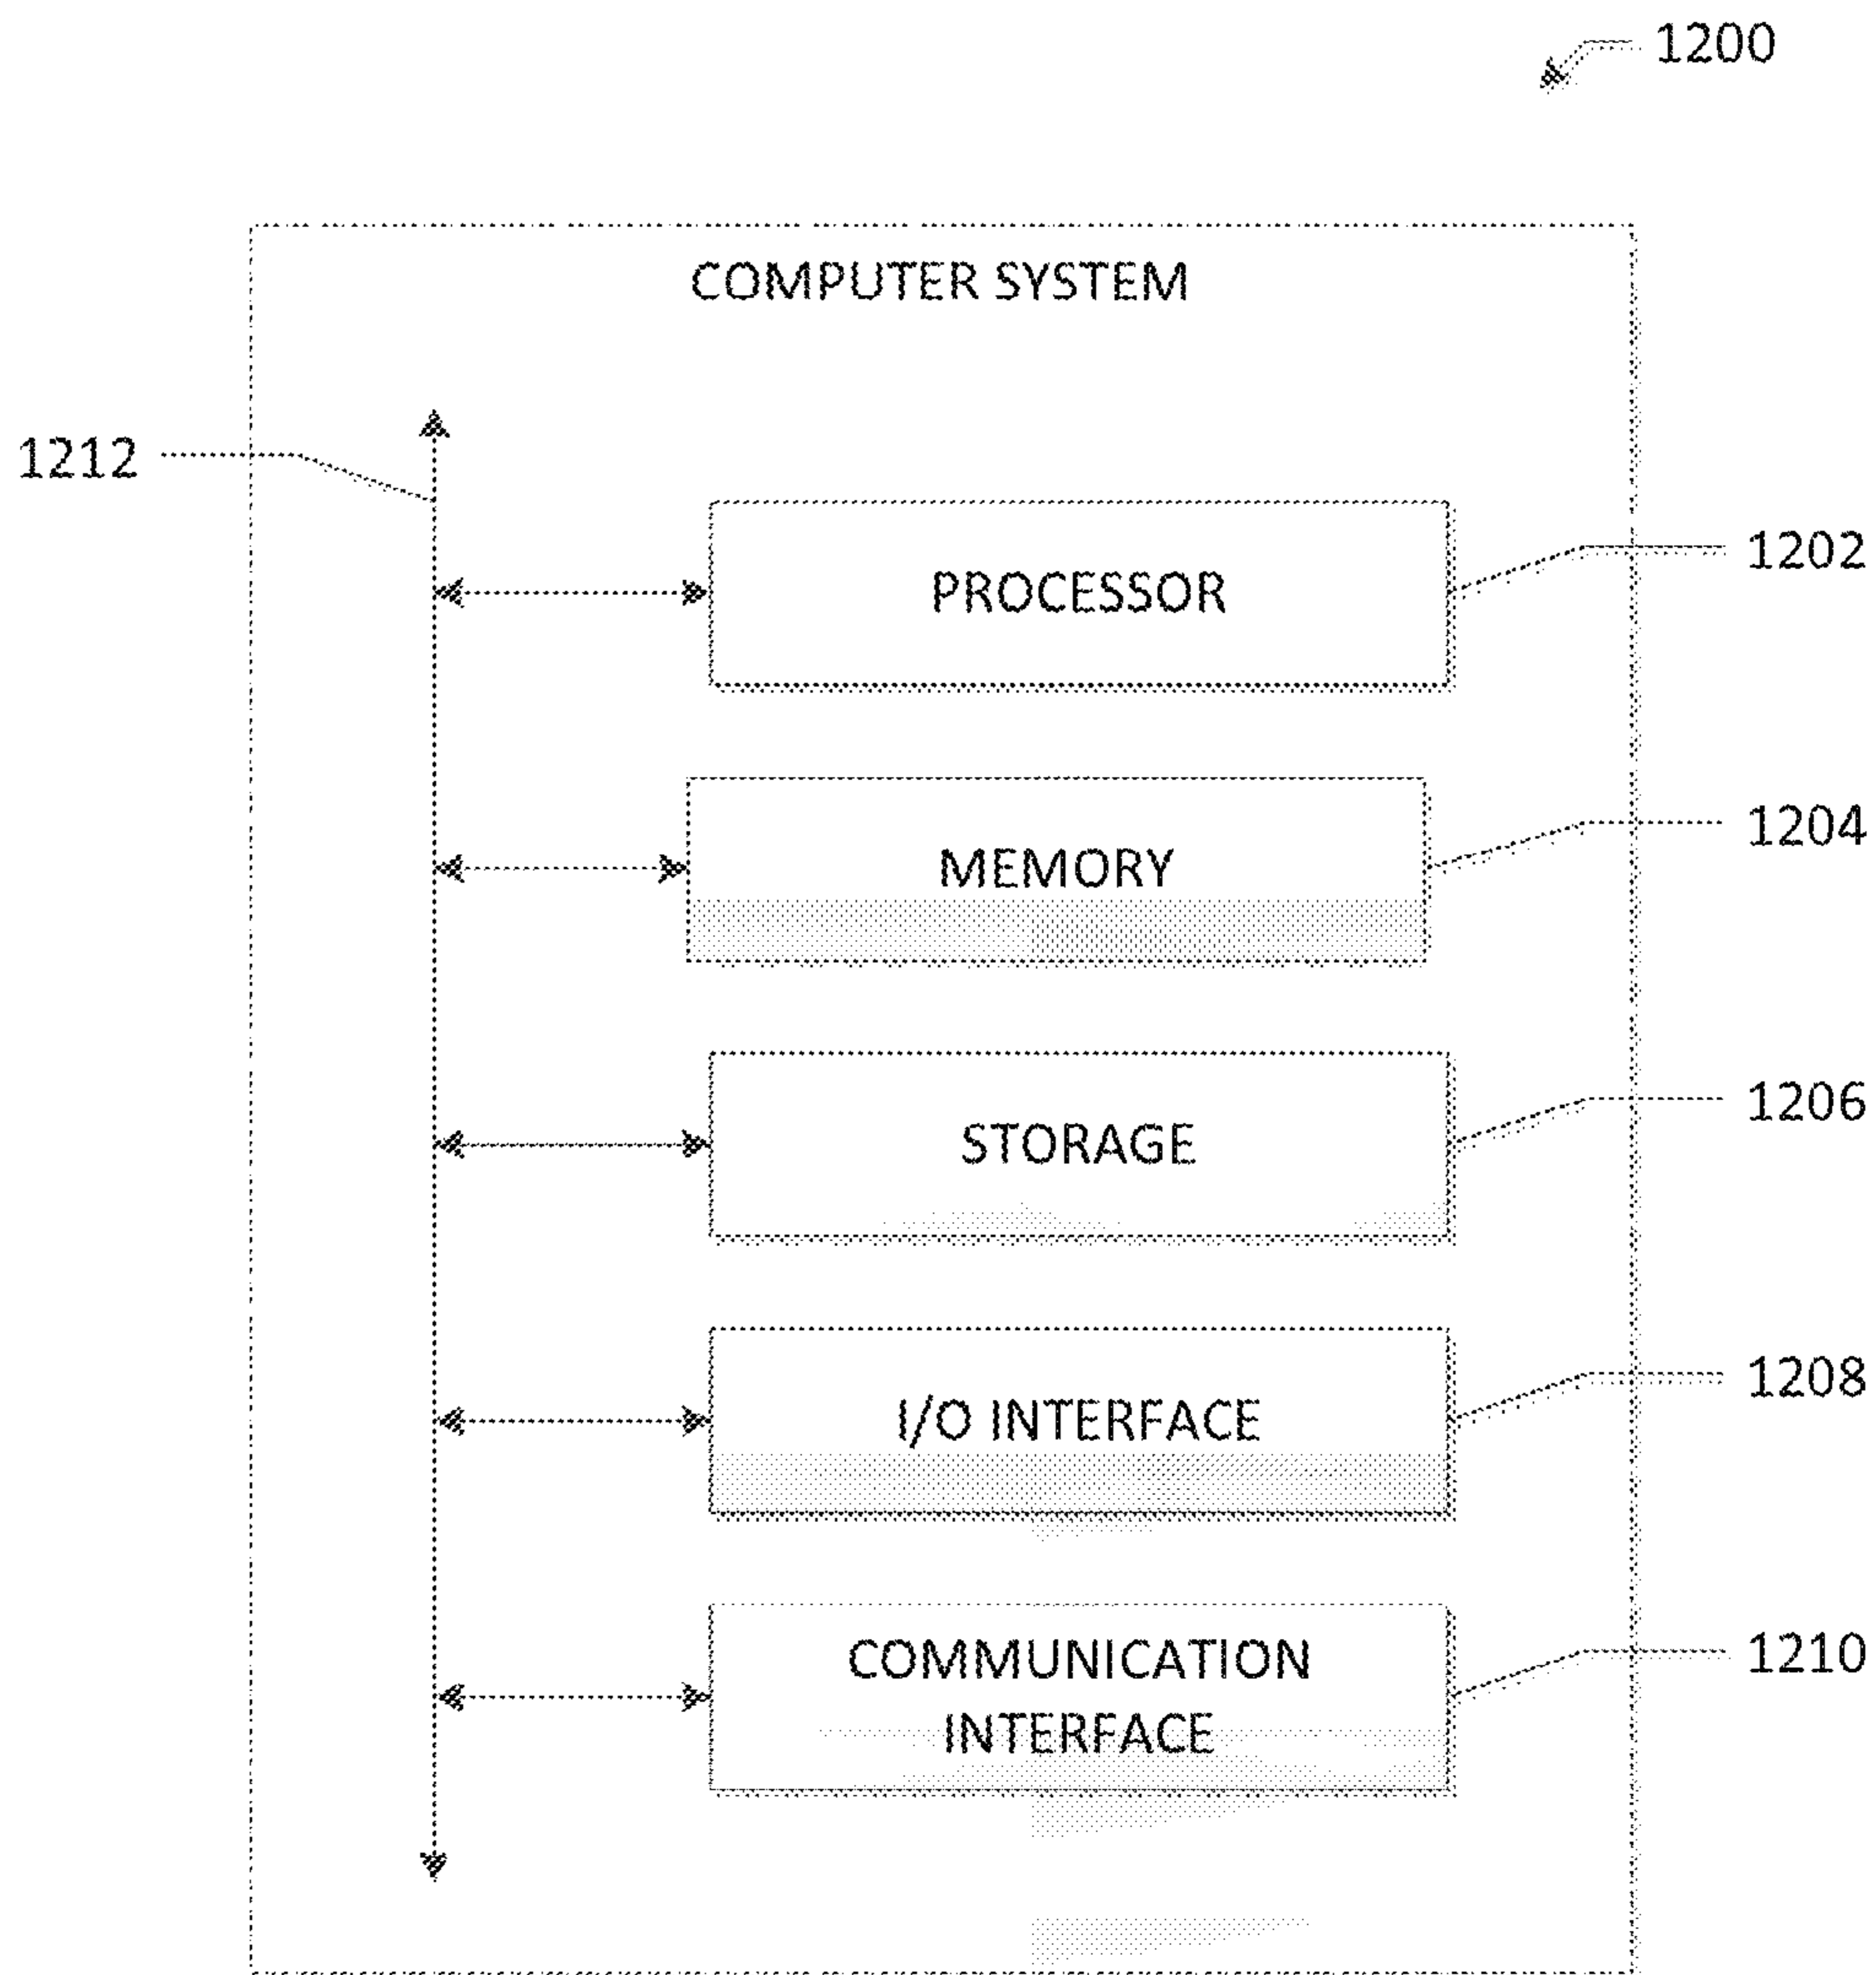 1200
COMPUTER SYSTEM
1212
PROCESSOR
1202
MEMORY
1204
STORAGE
1206
I/O INTERFACE
1208
COMMUNICATION
INTERFACE
1210